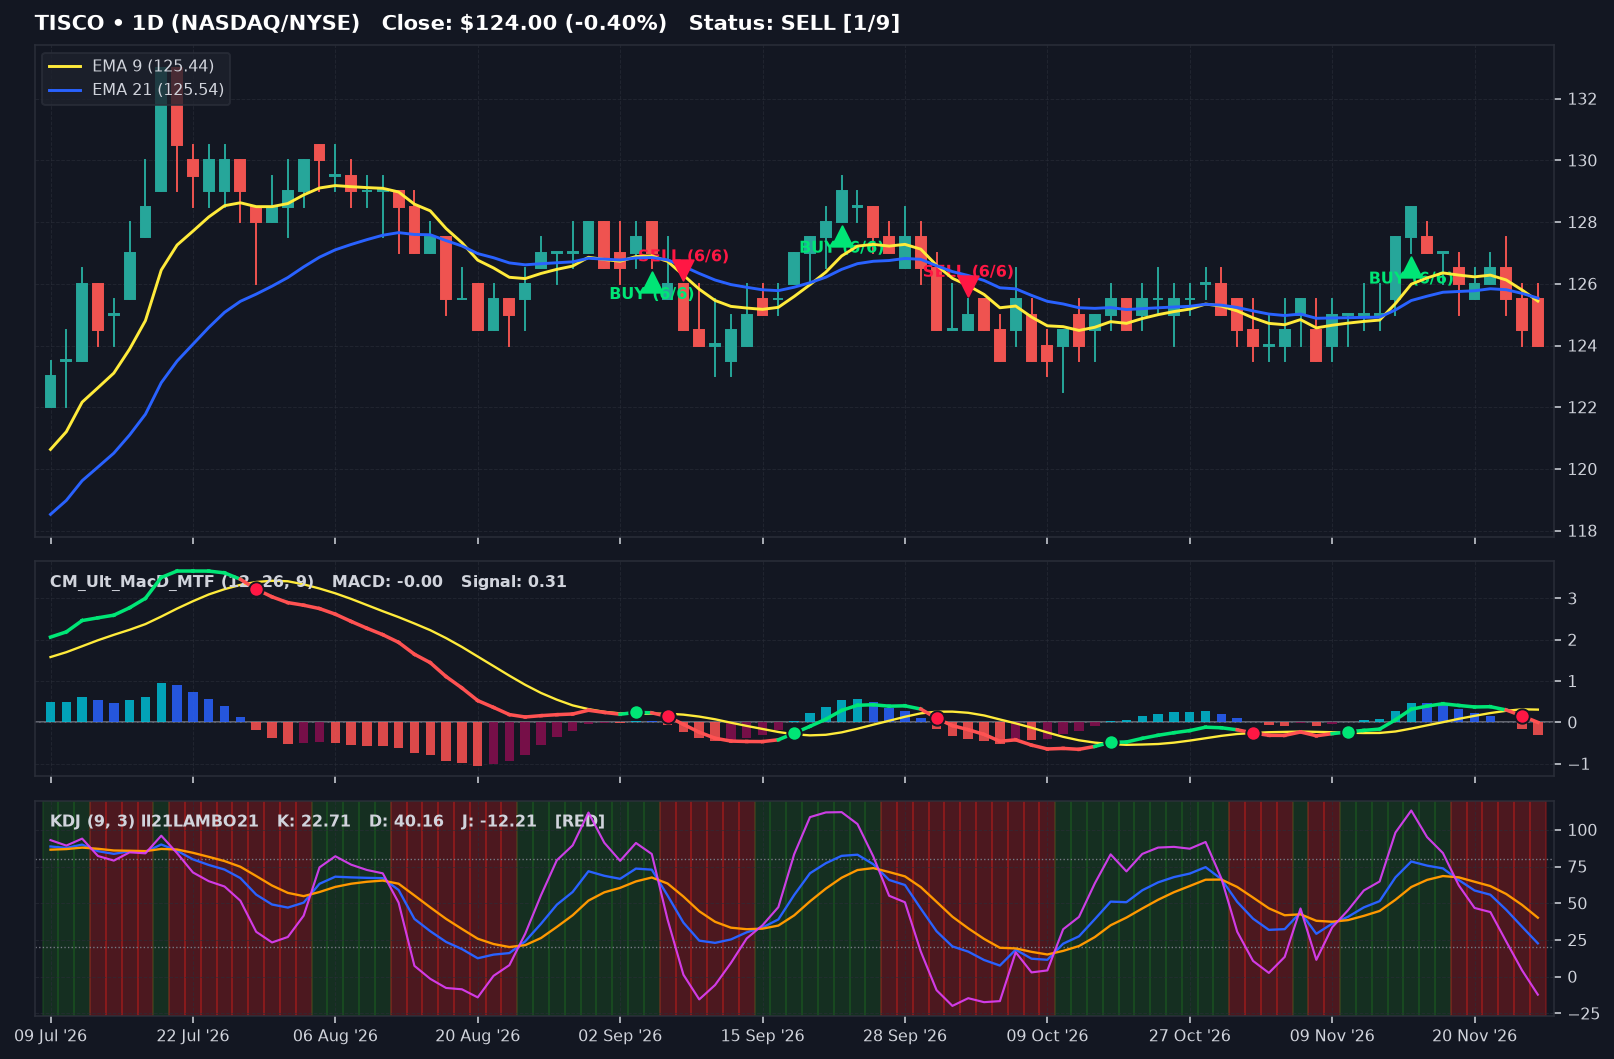 TISCO • 1D (NASDAQ/NYSE)   Close: $124.00 (-0.40%)   Status: SELL [1/9]
EMA 9 (125.44)
EMA 21 (125.54)
132
130
128
126
124
122
120
118
SELL (6/6)
BUY (6/6)
BUY (6/6)
SELL (6/6)
BUY (6/6)
CM_Ult_MacD_MTF (12, 26, 9)   MACD: -0.00   Signal: 0.31
3
2
1
0
−1
KDJ (9, 3) II21LAMBO21   K: 22.71   D: 40.16   J: -12.21   [RED]
100
75
50
25
0
−25
09 Jul '26
22 Jul '26
06 Aug '26
20 Aug '26
02 Sep '26
15 Sep '26
28 Sep '26
09 Oct '26
27 Oct '26
09 Nov '26
20 Nov '26